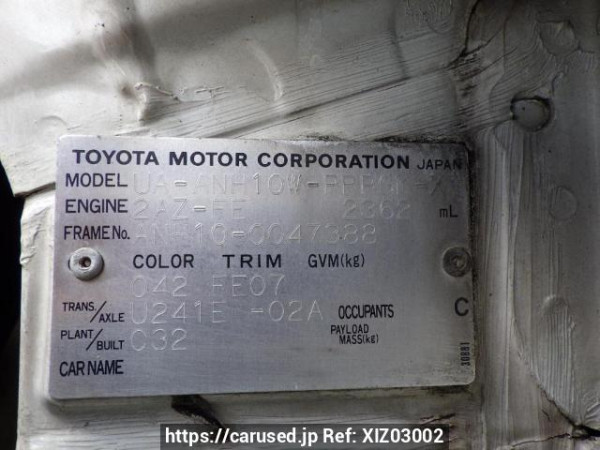 TOYOTA MOTOR CORPORATION JAPAN
MODEL UA-ANH10W-
ENGINE 2AZ-FE 2362 mL
FRAME No. ANH10-0047388
COLOR TRIM GVM(kg)
042 FE07
TRANS./AXLE U241E -02A OCCUPANTS C
PLANT/BUILT C32 PAYLOAD MASS(kg)
CAR NAME
https://carused.jp Ref: XIZ03002